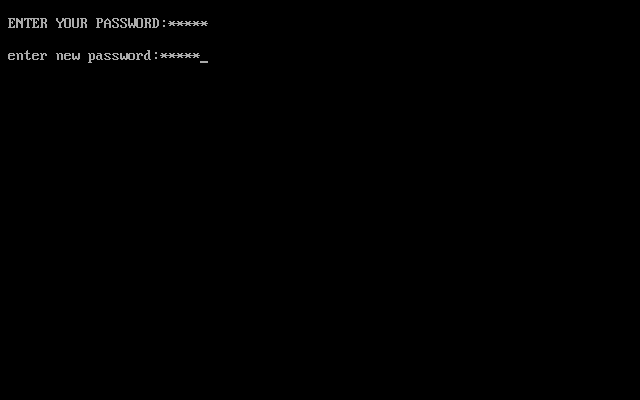 ENTER YOUR PASSWORD:*****
enter new password:*****_